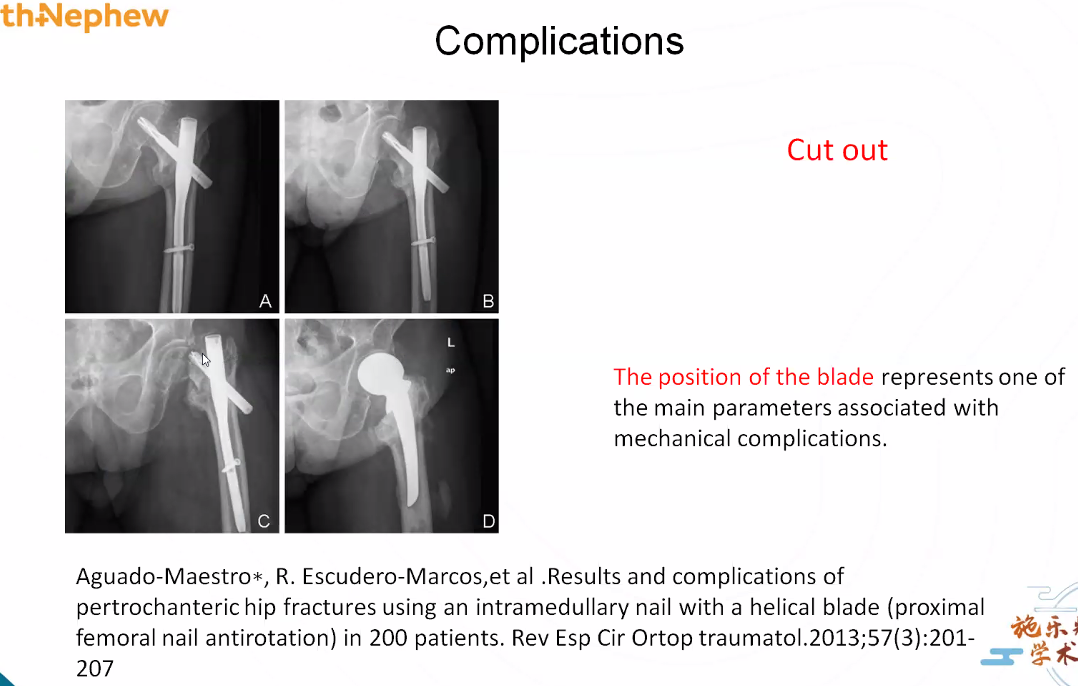 th+Nephew
Complications
A
B
C
L
ap
D
Cut out
The position of the blade represents one of
the main parameters associated with
mechanical complications.
Aguado-Maestro*, R. Escudero-Marcos,et al .Results and complications of
pertrochanteric hip fractures using an intramedullary nail with a helical blade (proximal
femoral nail antirotation) in 200 patients. Rev Esp Cir Ortop traumatol.2013;57(3):201-
207
施乐
学术